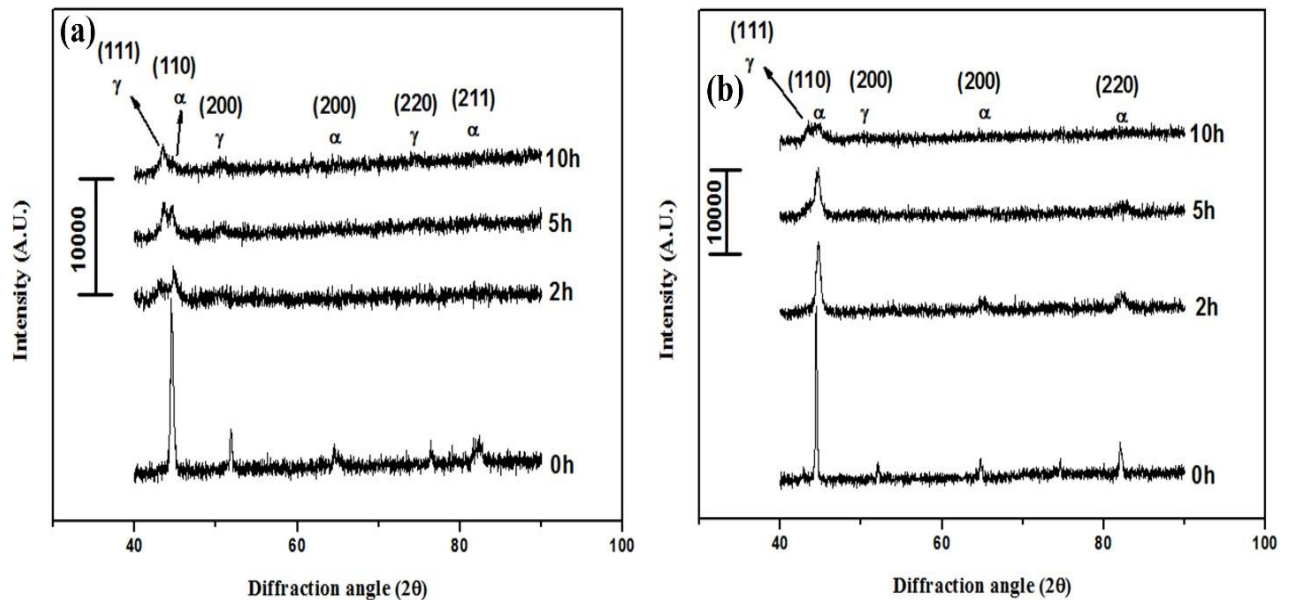 (a)
(111)
γ
(110)
α
(200)
γ
(200)
α
(220)
γ
(211)
α
10h
5h
2h
0h
10000
Intensity (A.U.)
40
60
80
100
Diffraction angle (2θ)
(b)
(111)
γ
(110)
α
(200)
γ
(200)
α
(220)
α
10h
5h
2h
0h
10000
Intensity (A.U.)
40
60
80
100
Diffraction angle (2θ)